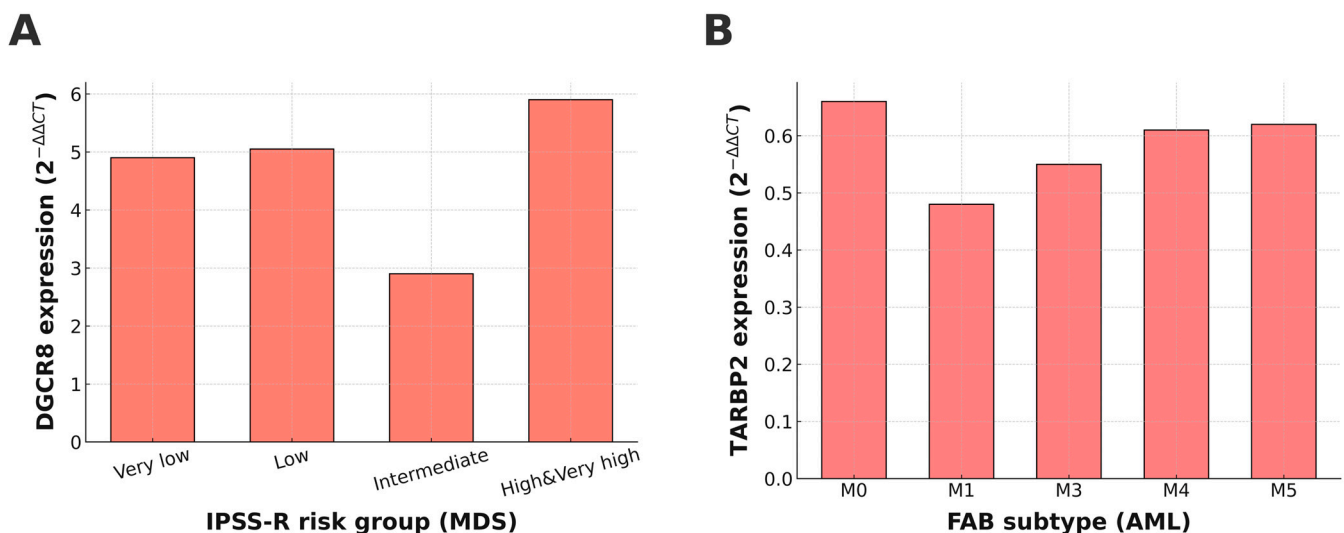 A
B
DGCR8 expression (2^{-ΔΔCT})
6
5
4
3
2
1
0
Very low
Low
Intermediate
High&Very high
IPSS-R risk group (MDS)
TARBP2 expression (2^{-ΔΔCT})
0.6
0.5
0.4
0.3
0.2
0.1
0.0
M0
M1
M3
M4
M5
FAB subtype (AML)